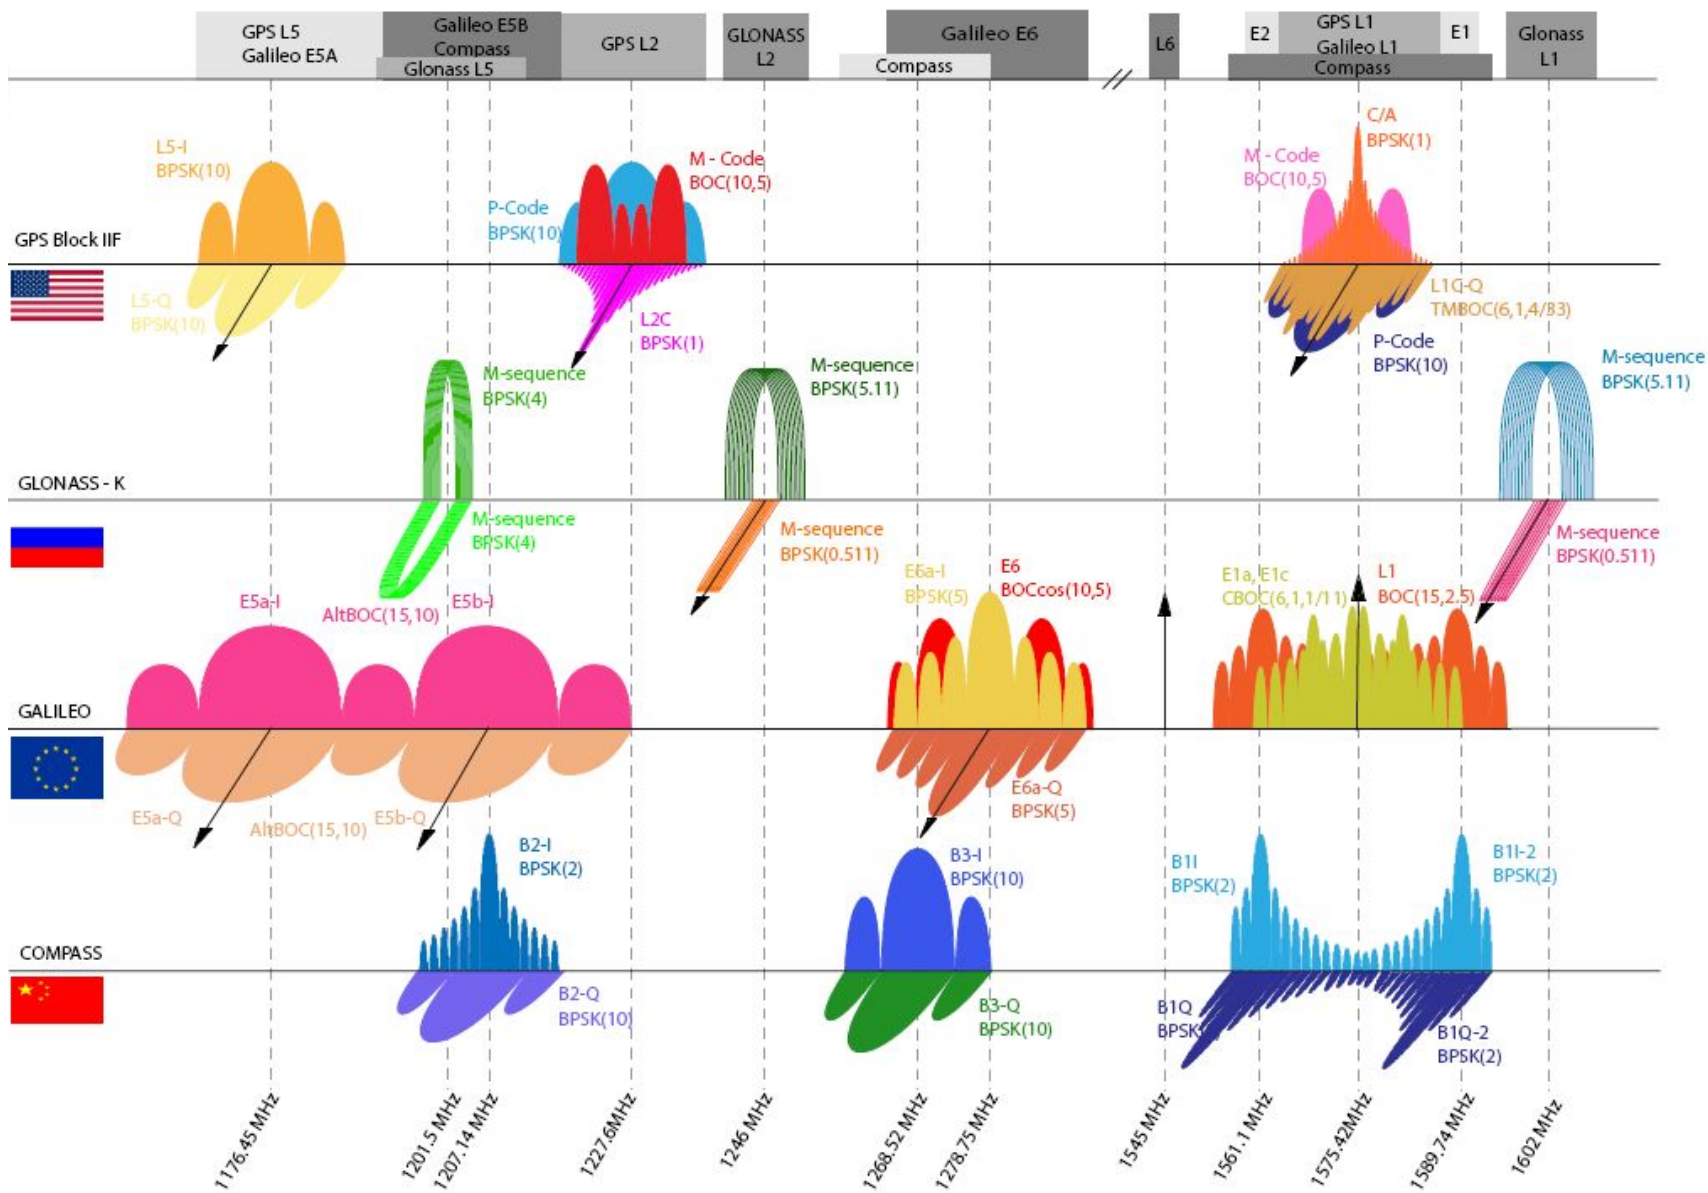 GPS L5
Galileo E5A
Galileo E5B
Compass
Glonass L5
GPS L2
GLONASS
L2
Galileo E6
Compass
L6
E2
GPS L1
Galileo L1
E1
Compass
Glonass
L1
L5-I
BPSK(10)
M - Code
BOC(10,5)
P-Code
BPSK(10)
C/A
BPSK(1)
M - Code
BOC(10,5)
GPS Block IIF
L5-Q
BPSK(10)
L2C
BPSK(1)
L1C-Q
TMBOC(6,1,4/33)
P-Code
BPSK(10)
M-sequence
BPSK(4)
M-sequence
BPSK(5.11)
M-sequence
BPSK(5.11)
GLONASS - K
M-sequence
BPSK(4)
M-sequence
BPSK(0.511)
M-sequence
BPSK(0.511)
E5a-I
AltBOC(15,10)
E5b-I
E6a-I
BPSK(5)
E6
BOCcos(10,5)
E1a, E1c
CBOC(6,1,1/11)
L1
BOC(15,2.5)
GALILEO
E5a-Q
AltBOC(15,10)
E5b-Q
E6a-Q
BPSK(5)
B2-I
BPSK(2)
B3-I
BPSK(10)
B1I
BPSK(2)
B1I-2
BPSK(2)
COMPASS
B2-Q
BPSK(10)
B3-Q
BPSK(10)
B1Q
B1Q-2
BPSK(2)
1176.45 MHz
1201.5 MHz
1207.14 MHz
1227.6MHz
1246 MHz
1268.52 MHz
1278.75 MHz
1545 MHz
1561.1 MHz
1575.42MHz
1589.74 MHz
1602 MHz